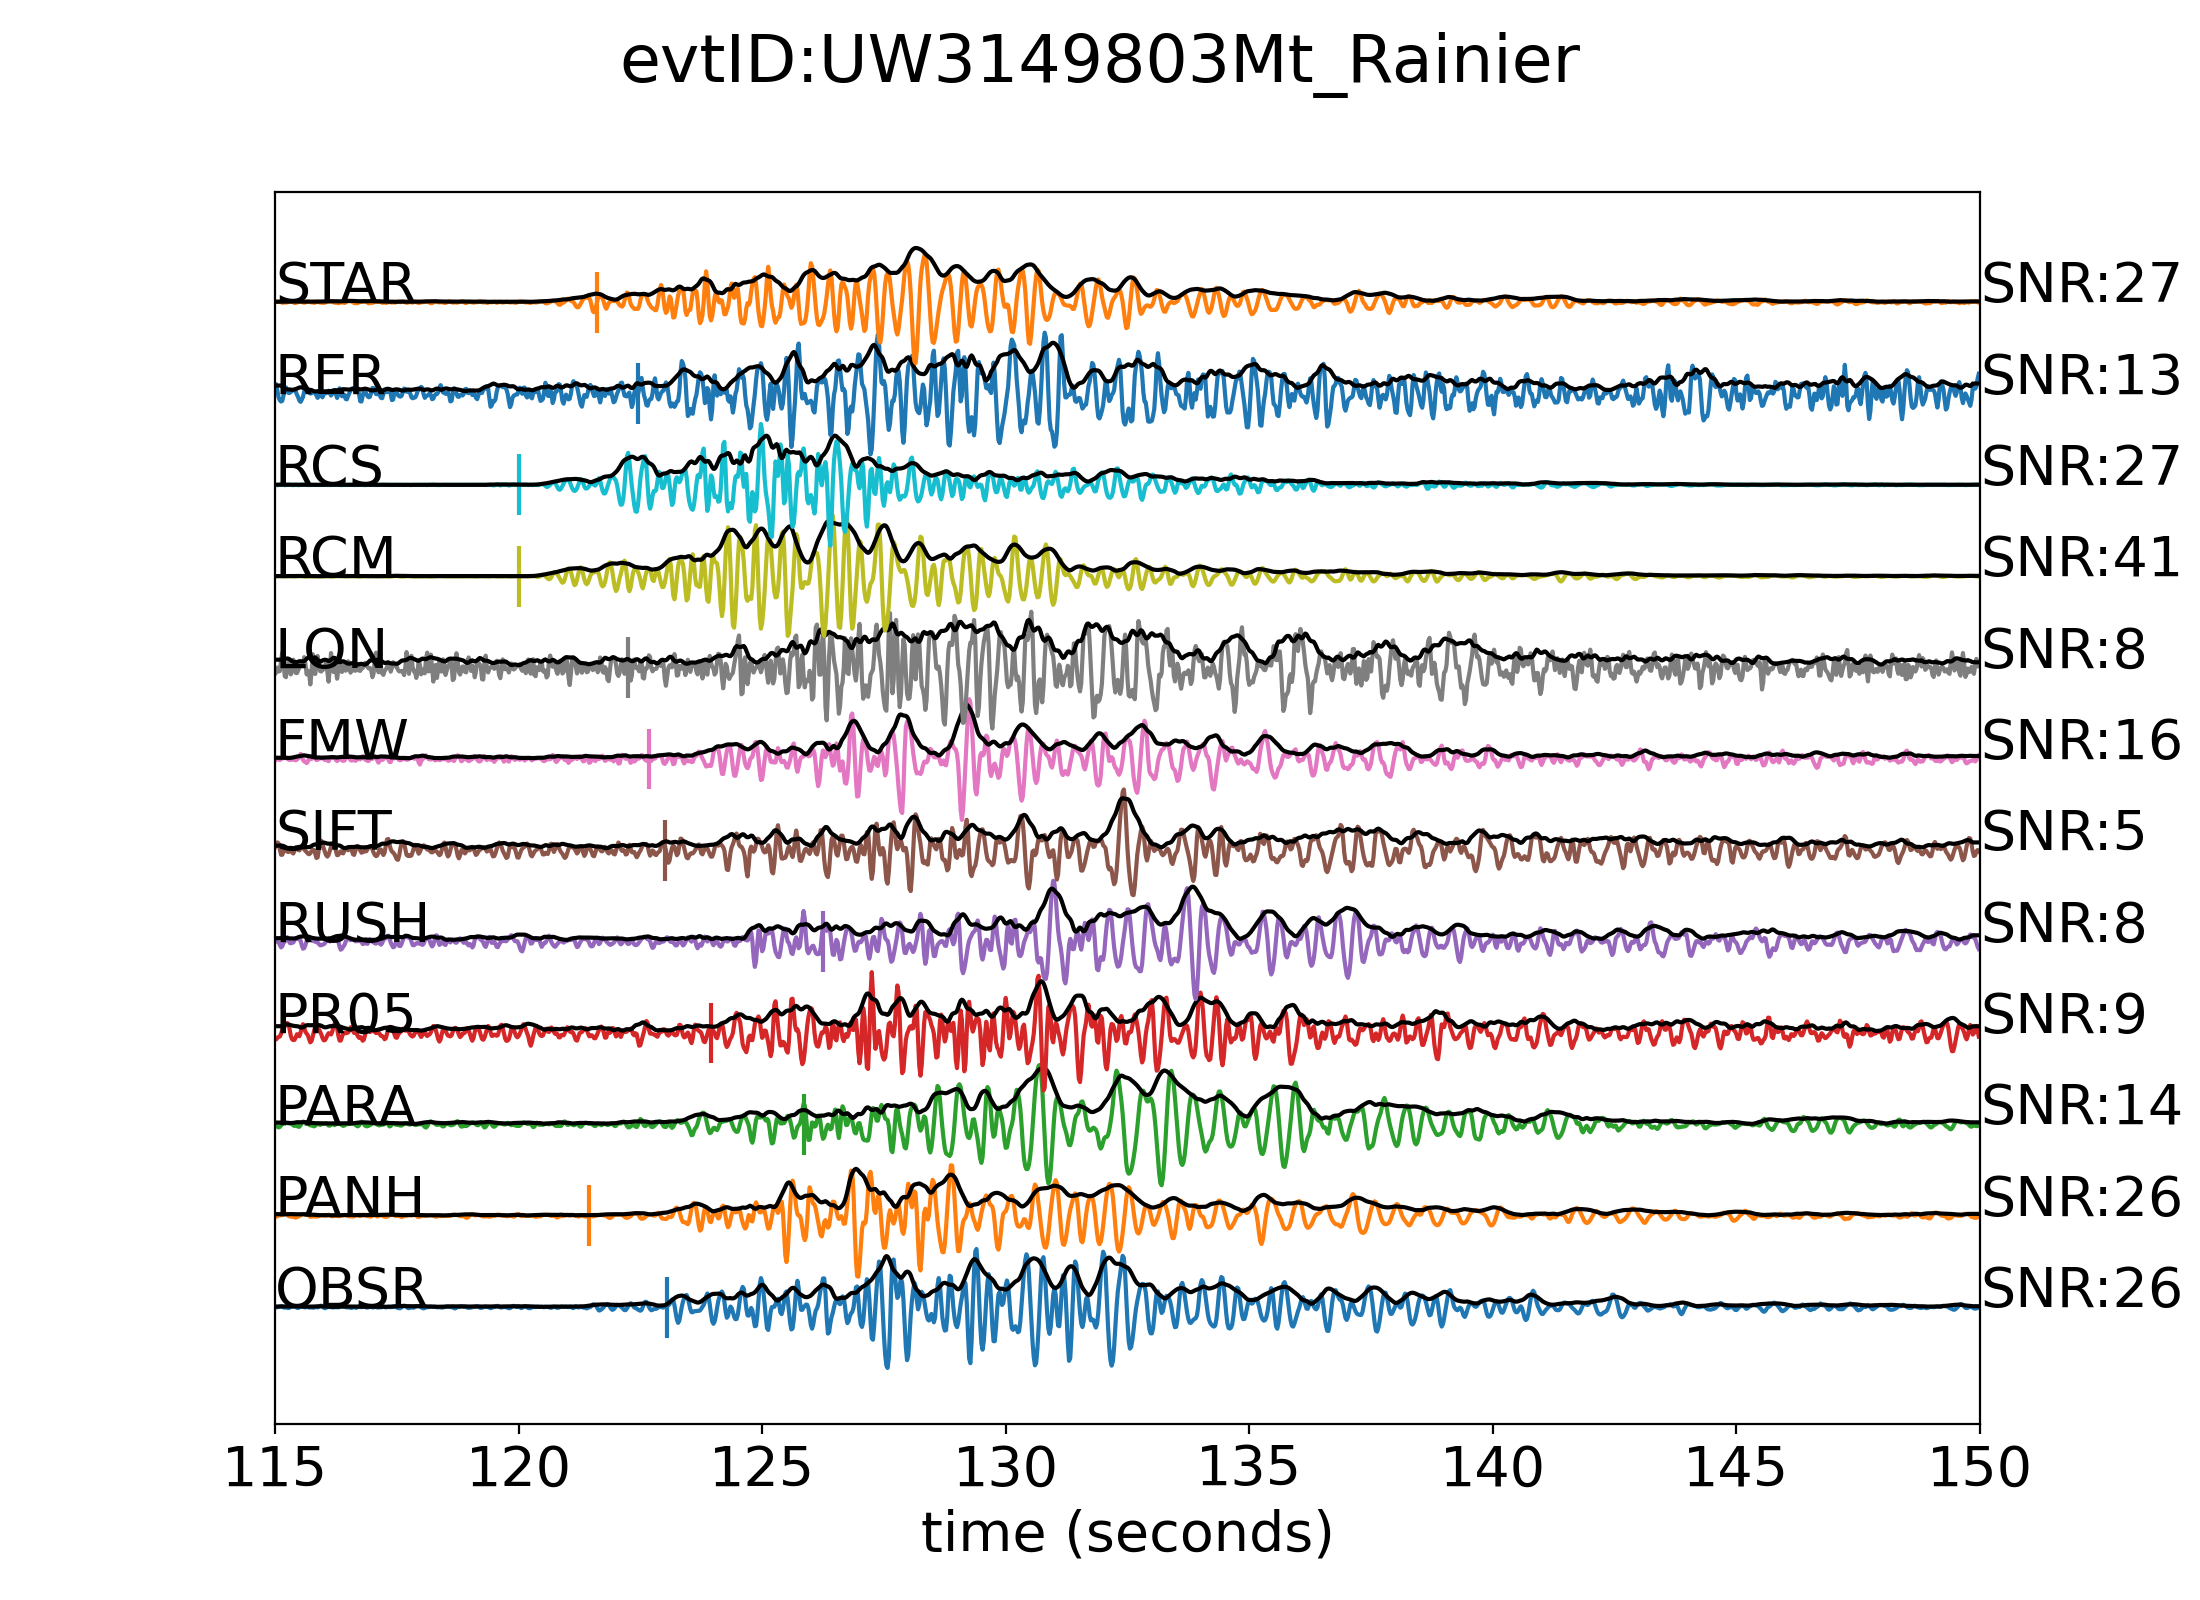 evtID:UW3149803Mt_Rainier
STAR SNR:27
RER SNR:13
RCS SNR:27
RCM SNR:41
LON SNR:8
FMW SNR:16
SIFT SNR:5
RUSH SNR:8
PR05 SNR:9
PARA SNR:14
PANH SNR:26
OBSR SNR:26
115 120 125 130 135 140 145 150
time (seconds)